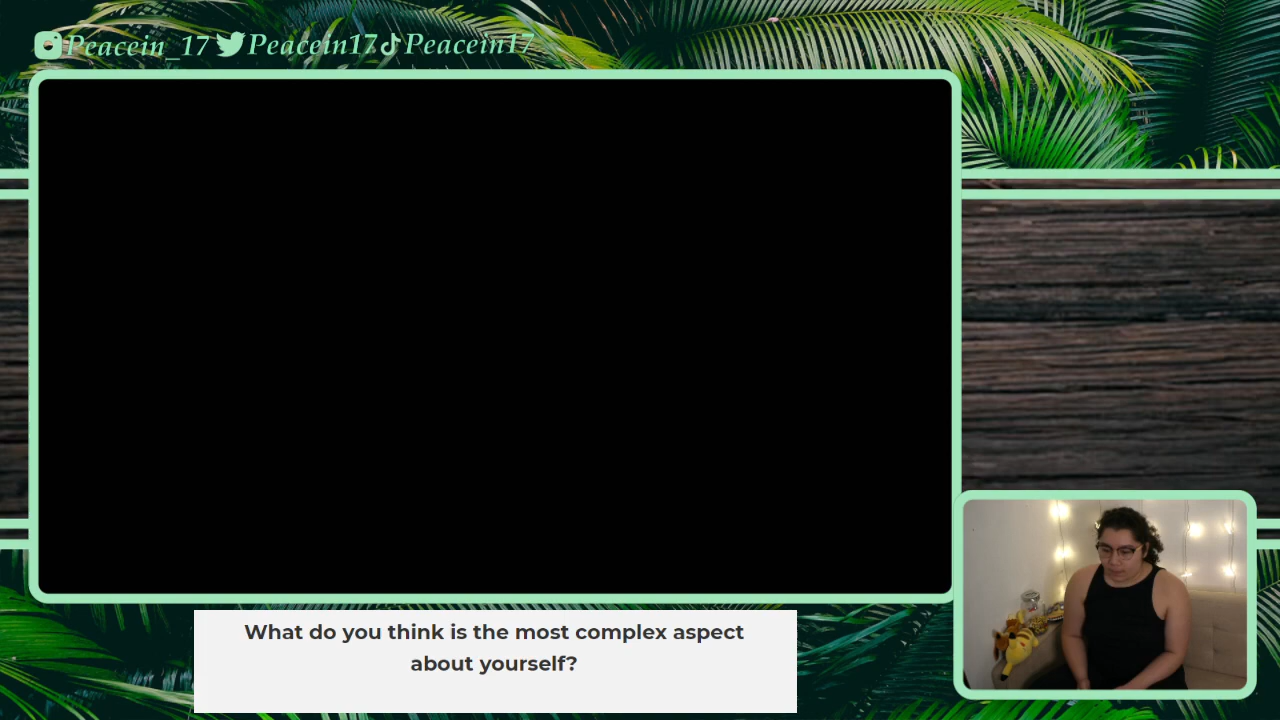 Peacein_17 Peacein17 Peacein17
What do you think is the most complex aspect
about yourself?